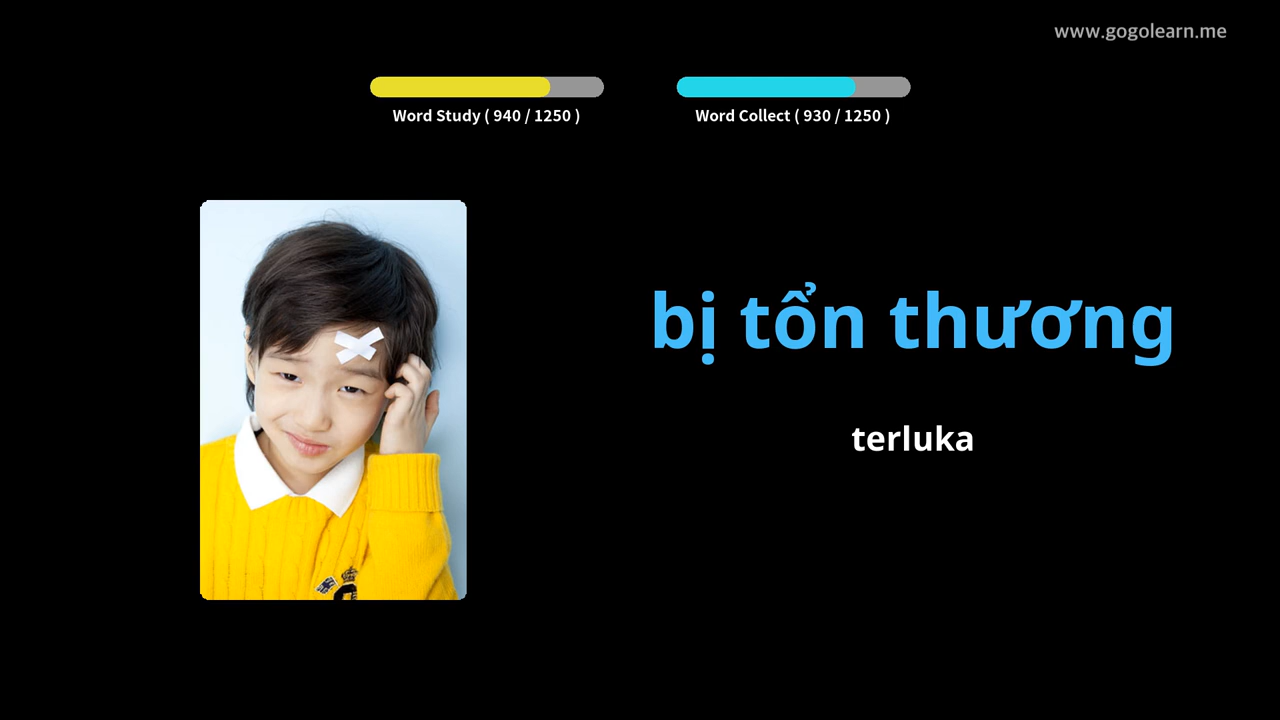 www.gogolearn.me
Word Study ( 940 / 1250 )
Word Collect ( 930 / 1250 )
bị tổn thương
terluka